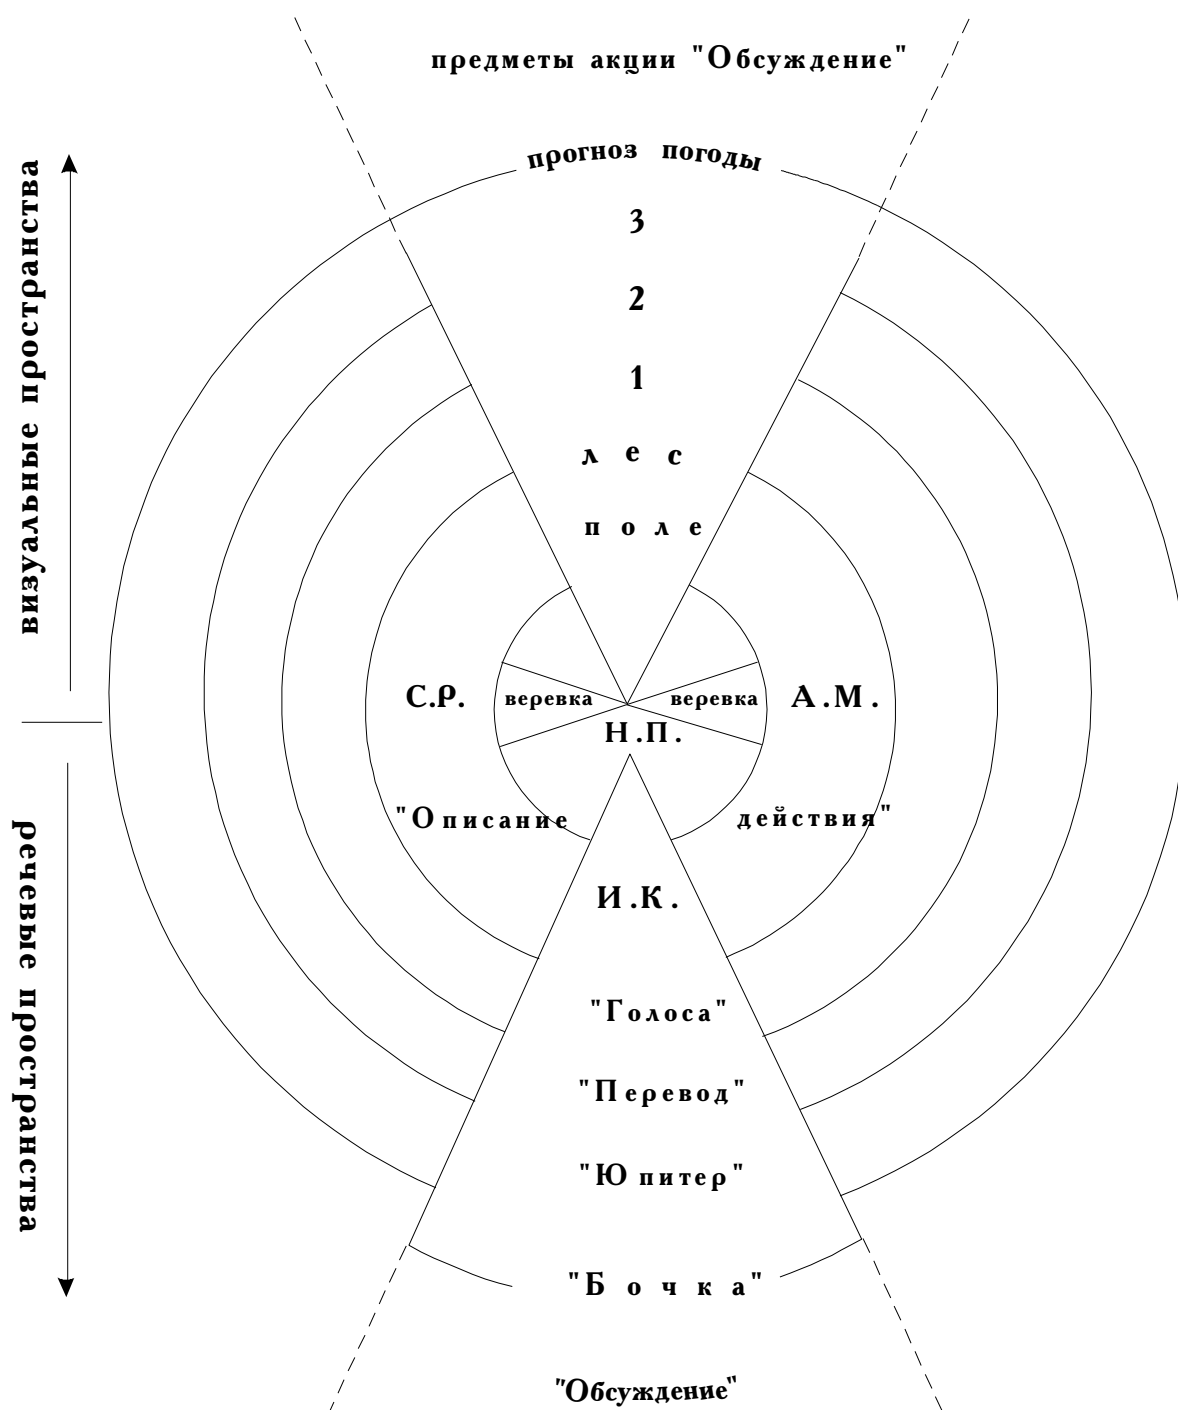 предметы акции "Обсуждение"
прогноз погоды
3
2
1
лес
поле
визуальные пространства
С.Р.
веревка
веревка
А.М.
Н.П.
"Описание
действия"
И.К.
речевые пространства
"Голоса"
"Перевод"
"Юпитер"
"Бочка"
"Обсуждение"